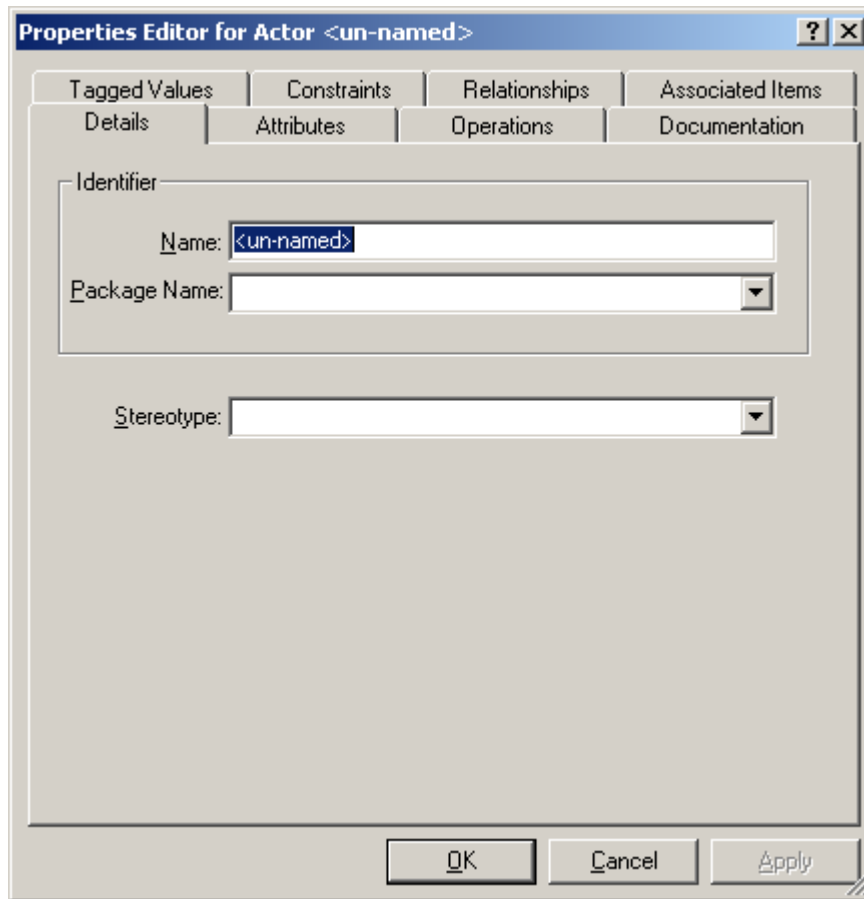 Properties Editor for Actor <un-named>
Tagged Values Constraints Relationships Associated Items
Details Attributes Operations Documentation
Identifier
Name: <un-named>
Package Name:
Stereotype:
OK Cancel Apply